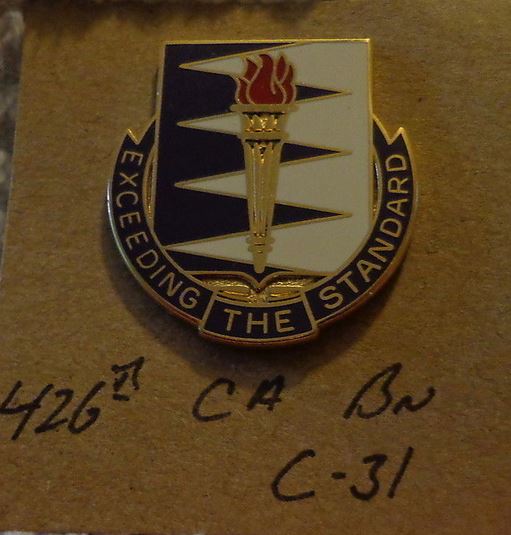 EXCEEDING THE STANDARD
426th CA BN
C-31